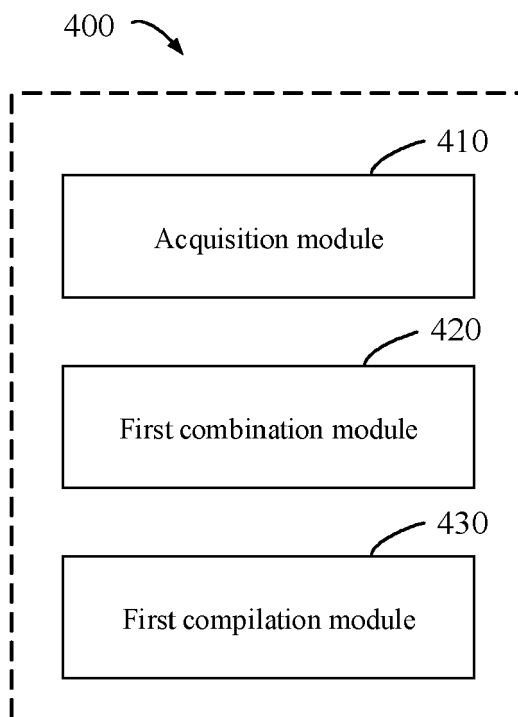 400
410
Acquisition module
420
First combination module
430
First compilation module